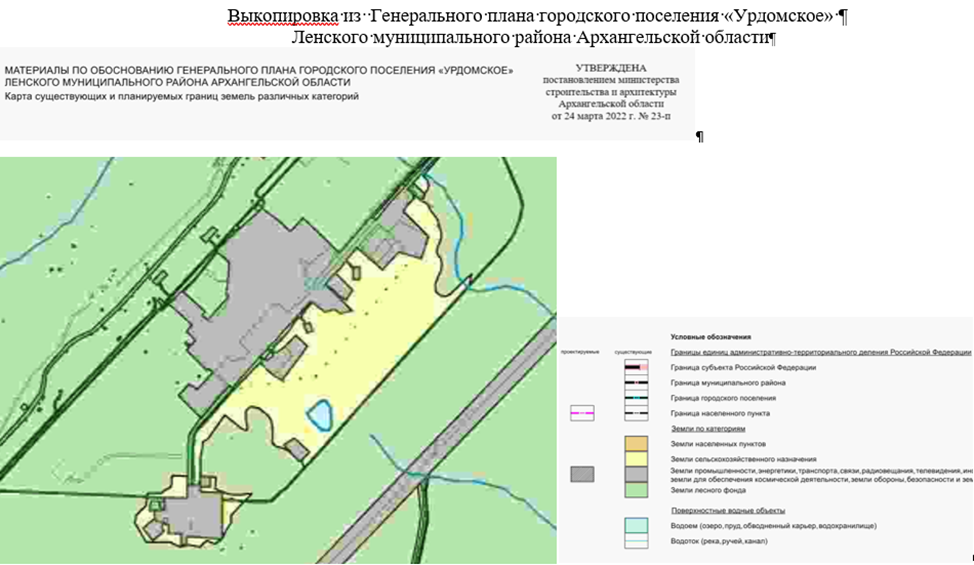 Выкопировка из Генерального плана городского поселения «Урдомское» ¶
Ленского муниципального района Архангельской области¶
МАТЕРИАЛЫ ПО ОБОСНОВАНИЮ ГЕНЕРАЛЬНОГО ПЛАНА ГОРОДСКОГО ПОСЕЛЕНИЯ «УРДОМСКОЕ»
ЛЕНСКОГО МУНИЦИПАЛЬНОГО РАЙОНА АРХАНГЕЛЬСКОЙ ОБЛАСТИ
Карта существующих и планируемых границ земель различных категорий
УТВЕРЖДЕНА
постановлением министерства
строительства и архитектуры
Архангельской области
от 24 марта 2022 г. № 23-п
¶
Условные обозначения
проектируемые существующие
Границы единиц административно-территориального деления Российской Федерации
Граница субъекта Российской Федерации
Граница муниципального района
Граница городского поселения
Граница населенного пункта
Земли по категориям
Земли населенных пунктов
Земли сельскохозяйственного назначения
Земли промышленности, энергетики, транспорта, связи, радиовещания, телевидения,
земли для обеспечения космической деятельности, земли обороны, безопасности и
Земли лесного фонда
Поверхностные водные объекты
Водоем (озеро, пруд, обводненный карьер, водохранилище)
Водоток (река, ручей, канал)